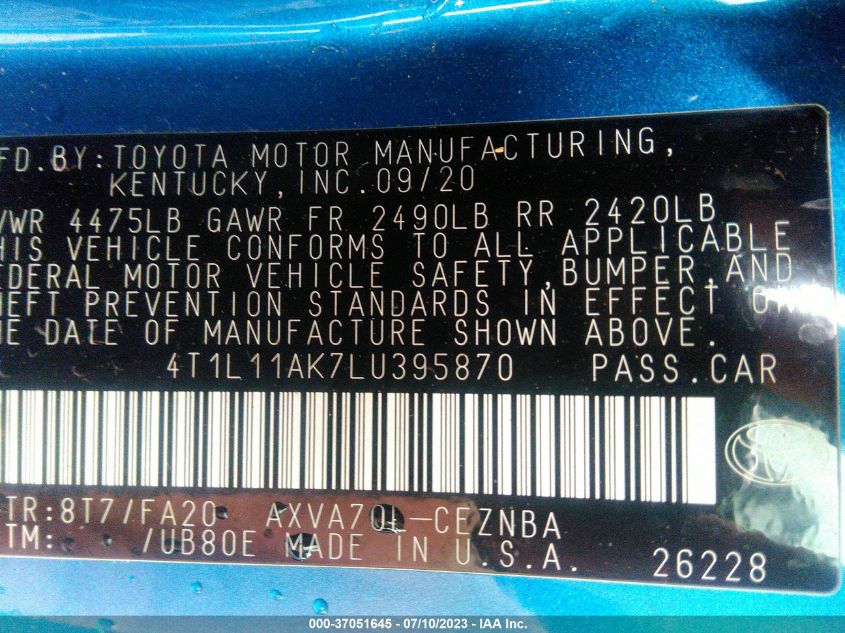 FD.BY:TOYOTA MOTOR MANUFACTURING,
KENTUCKY,INC.09/20
VWR 4475LB GAWR FR 2490LB RR 2420LB
HIS VEHICLE CONFORMS TO ALL APPLICABLE
EDERAL MOTOR VEHICLE SAFETY,BUMPER,AND
HEFT PREVENTION STANDARDS IN EFFECT ON
HE DATE OF MANUFACTURE SHOWN ABOVE.
4T1L11AK7LU395870 PASS.CAR
TR:8T7/FA20 AXVA70L-CEZNBA
TM: /UB80E MADE IN U.S.A. 26228
000-37051645 - 07/10/2023 - IAA Inc.